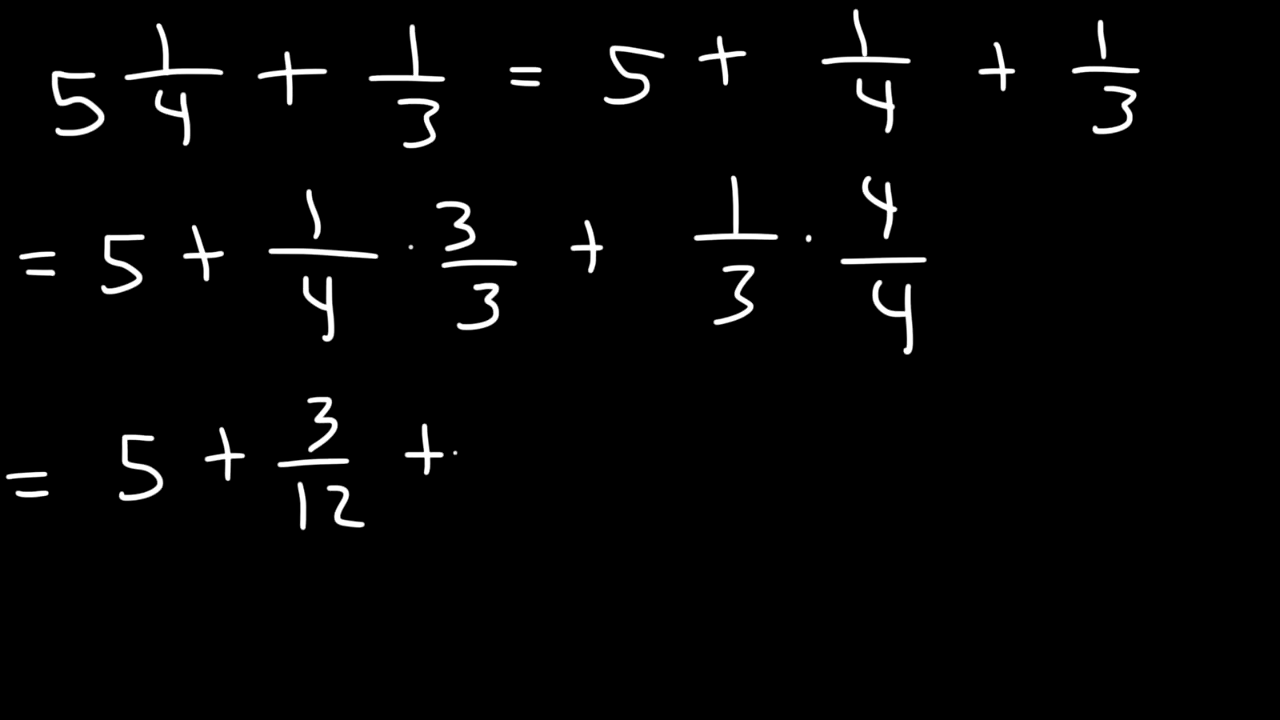 5 1/4 + 1/3 = 5 + 1/4 + 1/3
= 5 + 1/4 · 3/3 + 1/3 · 4/4
= 5 + 3/12 +